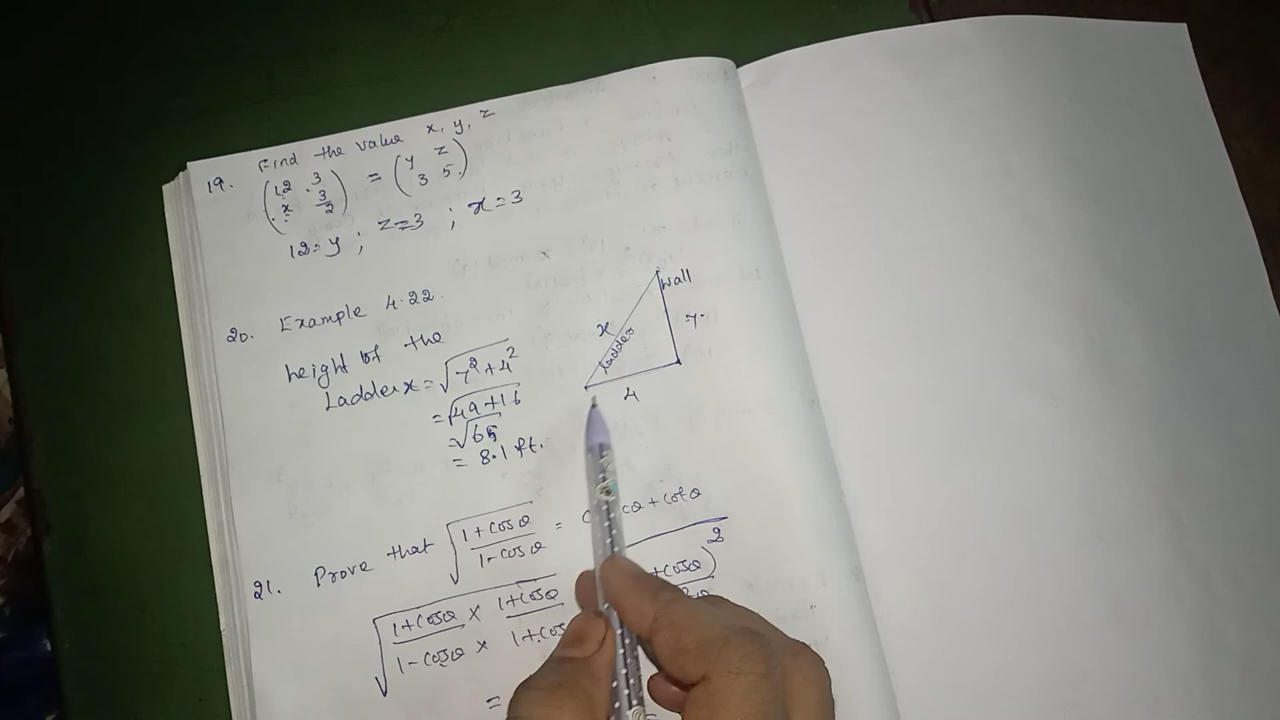 19. Find the value x, y, z
(12 3
x 3/2) = (y z
3 5)
12=y ; z=3 ; x=3
20. Example 4.22.
height of the
Ladder x = √7²+4²
= √49+16
= √65
= 8.1 ft.
wall
x
Ladder
7
4
21. Prove that √(1+cosθ)/(1-cosθ) = cotθ
√(1+cosθ)/(1-cosθ) × (1+cosθ)/
=